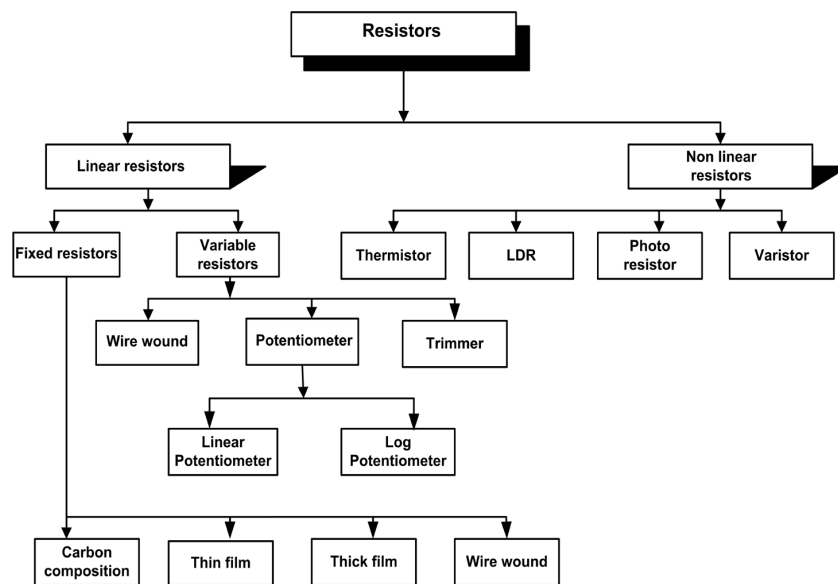 Resistors
Linear resistors
Non linear
resistors
Fixed resistors
Variable
resistors
Thermistor
LDR
Photo
resistor
Varistor
Wire wound
Potentiometer
Trimmer
Linear
Potentiometer
Log
Potentiometer
Carbon
composition
Thin film
Thick film
Wire wound